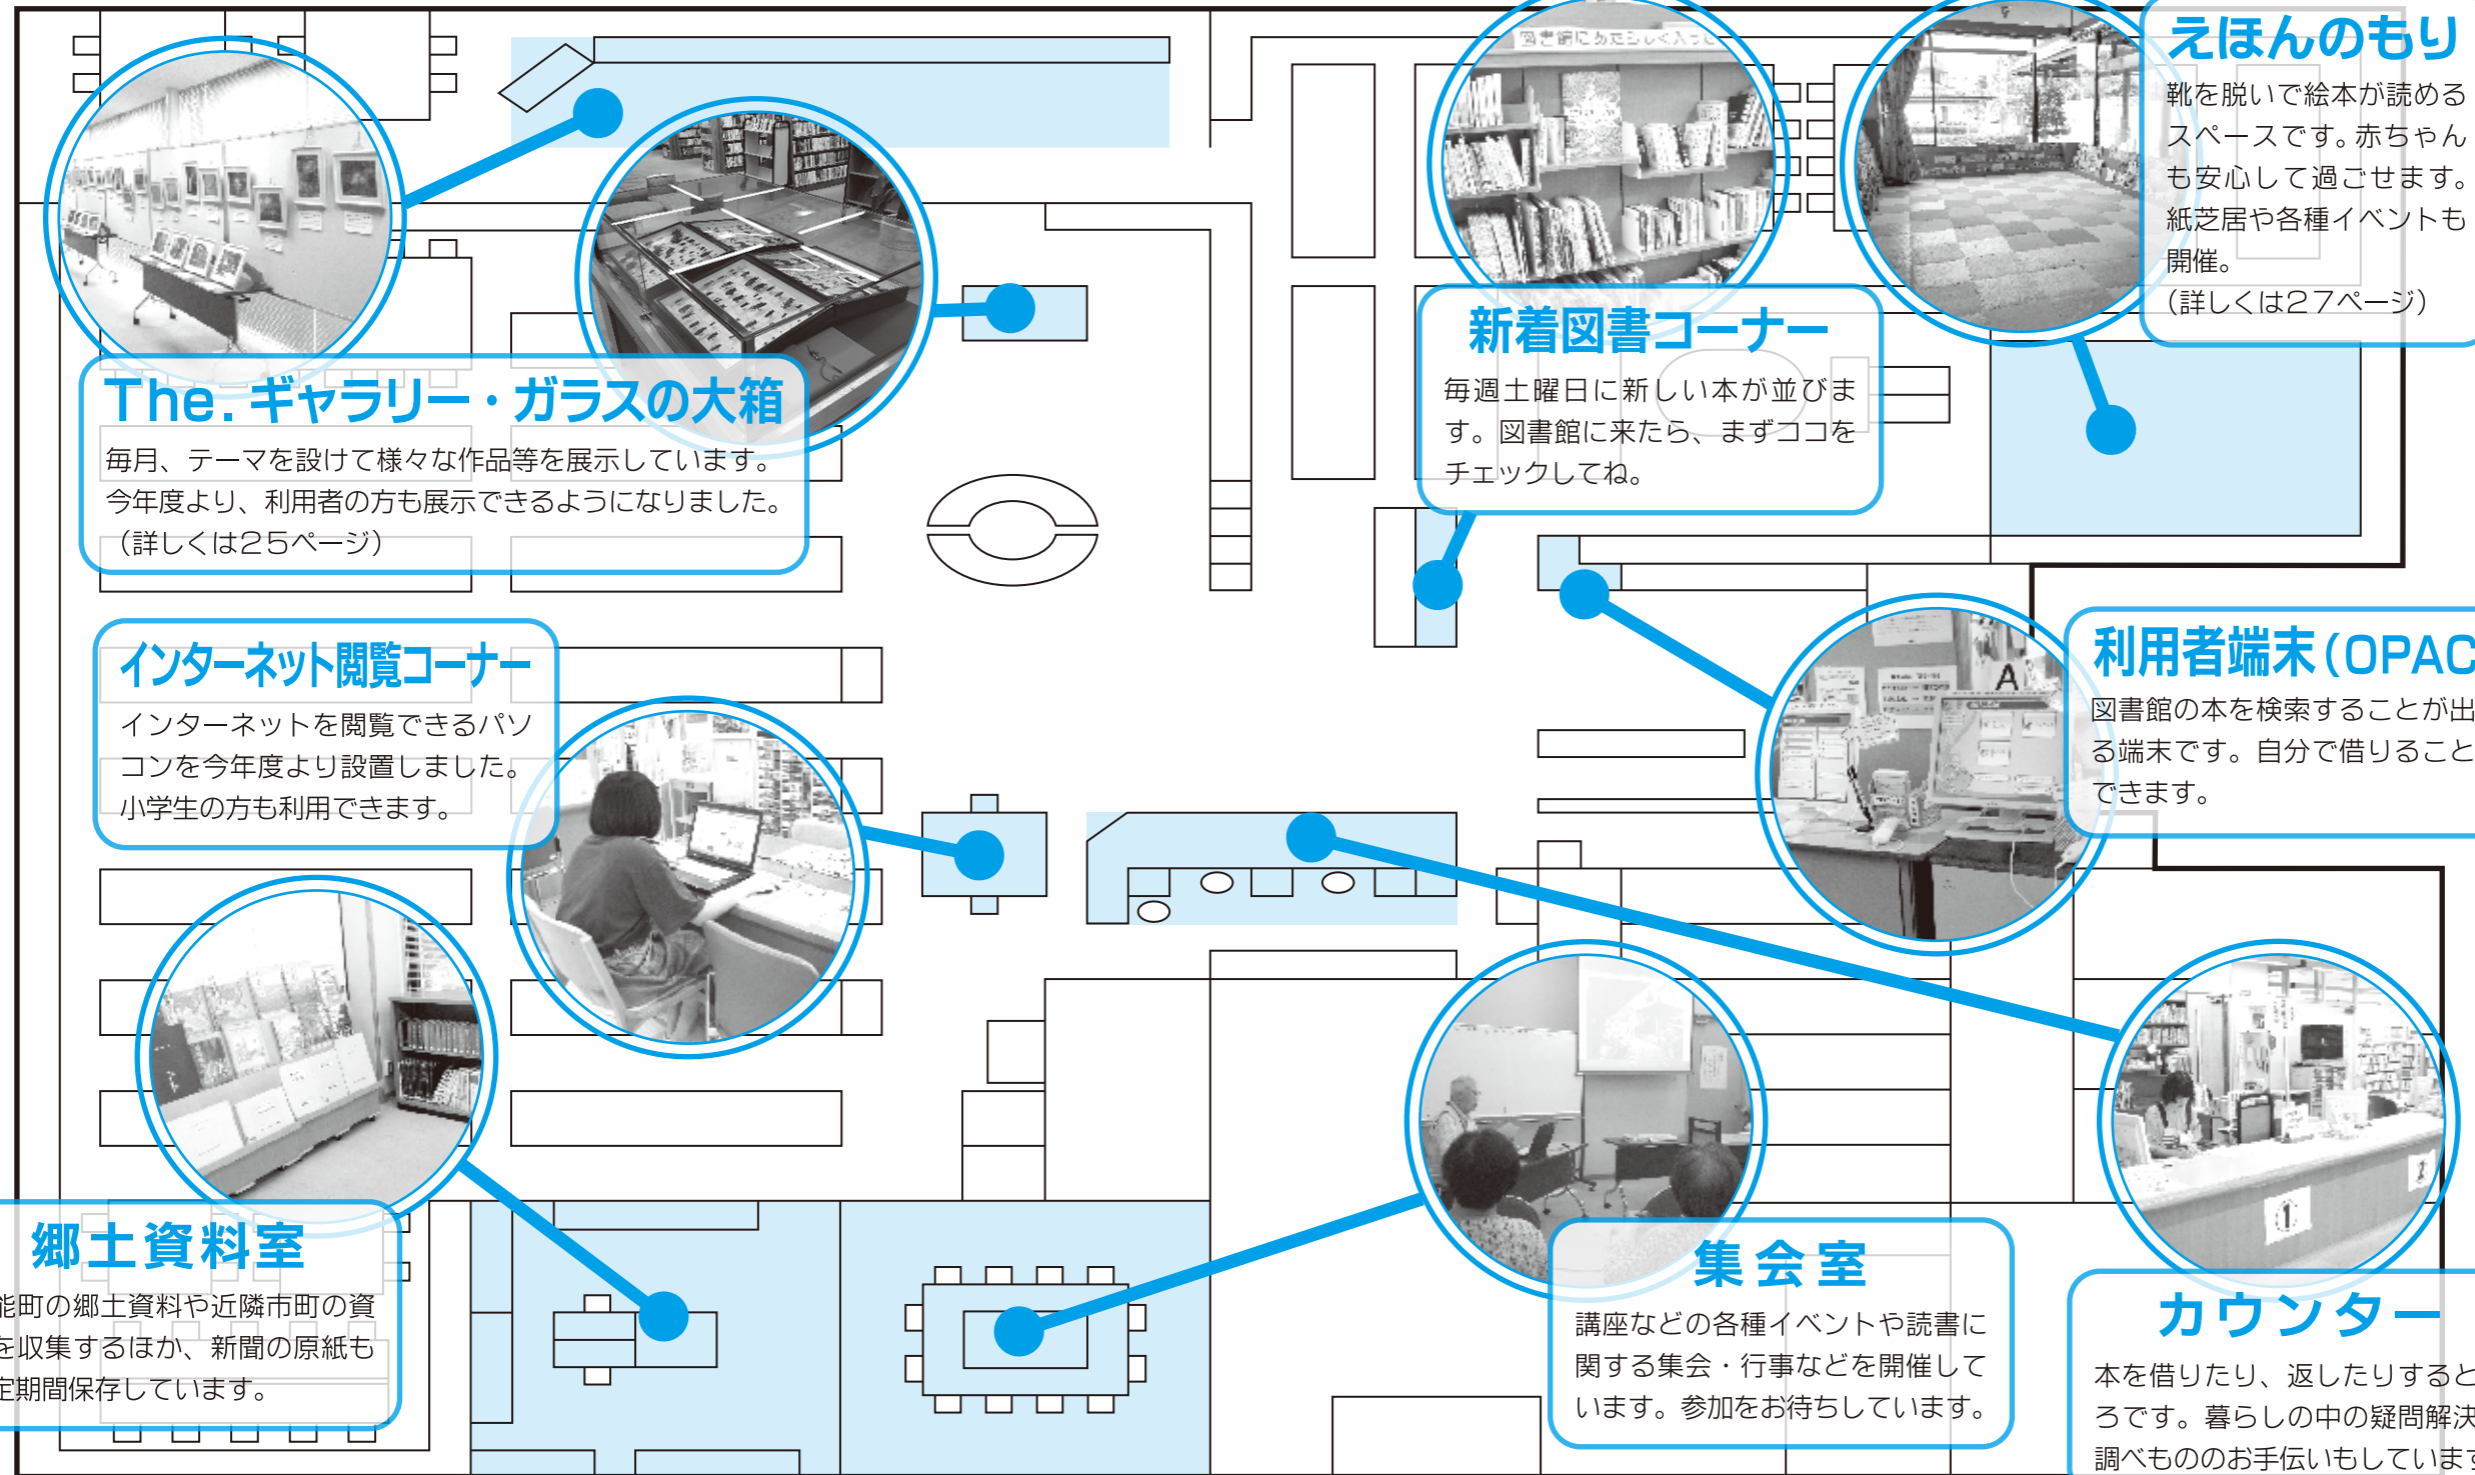 えほんのもり
靴を脱いで絵本が読める
スペースです。赤ちゃん
も安心して過ごせます。
紙芝居や各種イベントも
開催。
（詳しくは27ページ）
The.ギャラリー・ガラスの大箱
毎月、テーマを設けて様々な作品等を展示しています。
今年度より、利用者の方も展示できるようになりました。
（詳しくは25ページ）
新着図書コーナー
毎週土曜日に新しい本が並びま
す。図書館に来たら、まずココを
チェックしてね。
インターネット閲覧コーナー
インターネットを閲覧できるパソ
コンを今年度より設置しました。
小学生の方も利用できます。
利用者端末(OPAC
図書館の本を検索することが出
る端末です。自分で借りること
できます。
A
郷土資料室
能町の郷土資料や近隣市町の資
を収集するほか、新聞の原紙も
定期間保存しています。
集会室
講座などの各種イベントや読書に
関する集会・行事などを開催して
います。参加をお待ちしています。
カウンター
本を借りたり、返したりすると
ろです。暮らしの中の疑問解決
調べもののお手伝いもしています
①